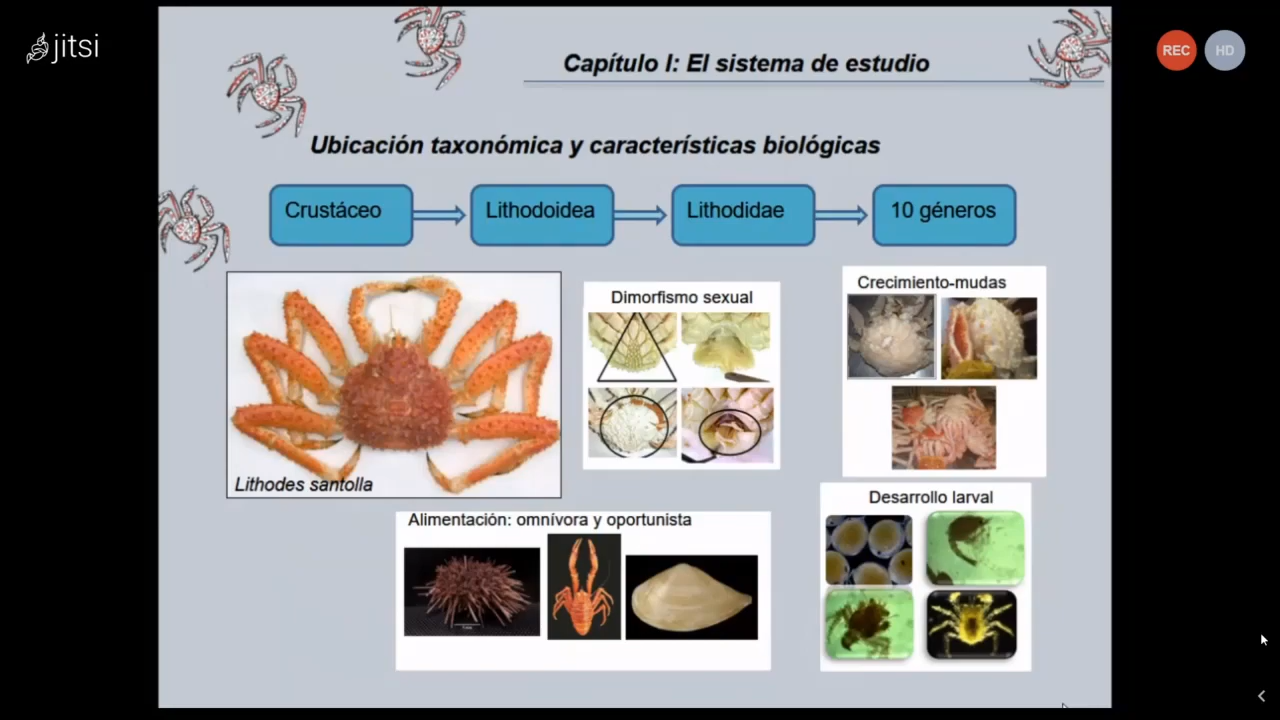 jitsi
REC
HD
Capítulo I: El sistema de estudio
Ubicación taxonómica y características biológicas
Crustáceo
Lithodoidea
Lithodidae
10 géneros
Lithodes santolla
Dimorfismo sexual
Crecimiento-mudas
Alimentación: omnívora y oportunista
Desarrollo larval